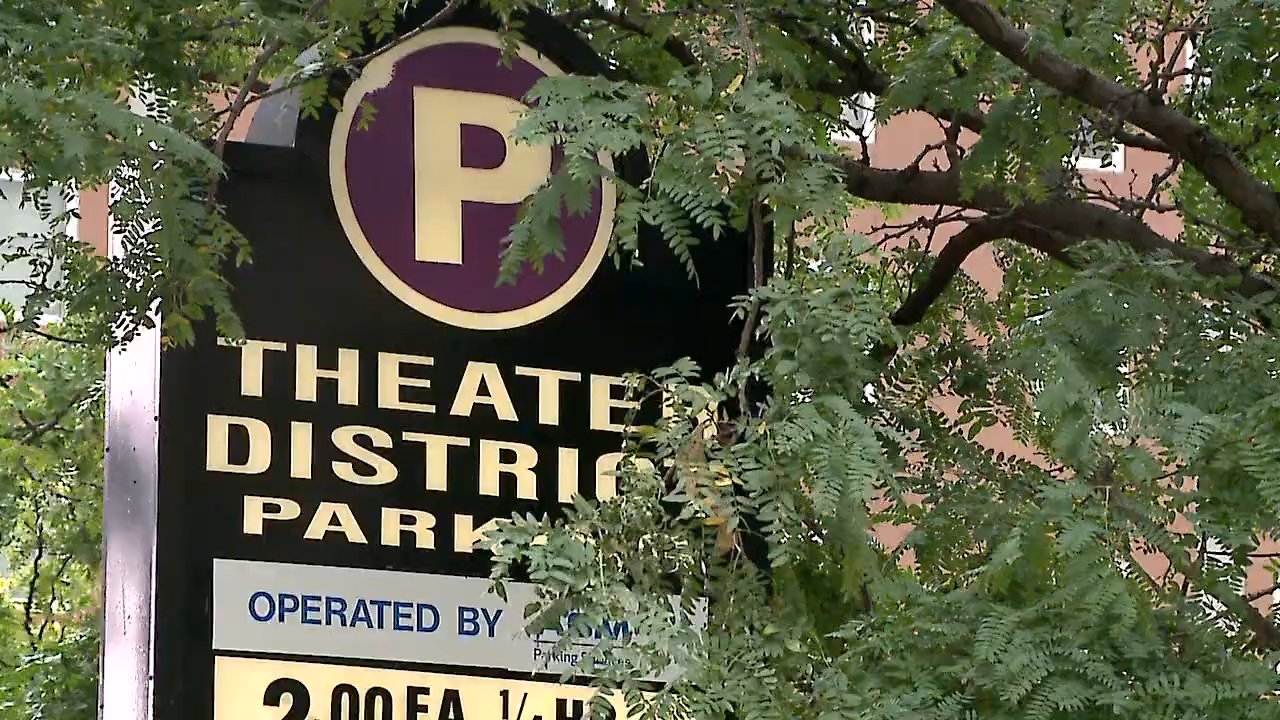 P
THEATE
DISTRIC
PARK
OPERATED BY
Parking
2.00 EA